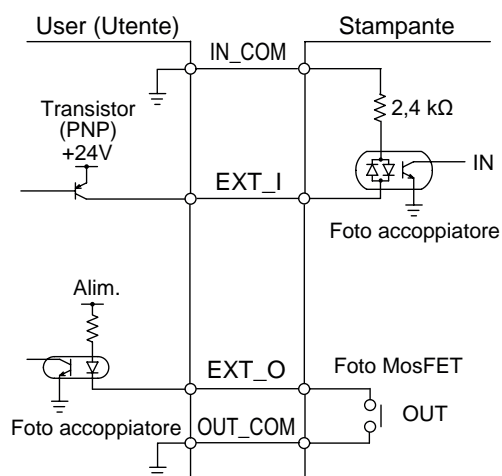 User (Utente)
Stampante
IN_COM
Transistor
(PNP)
+24V
2,4 kΩ
IN
EXT_I
Foto accoppiatore
Alim.
EXT_O
Foto MosFET
OUT
Foto accoppiatore
OUT_COM